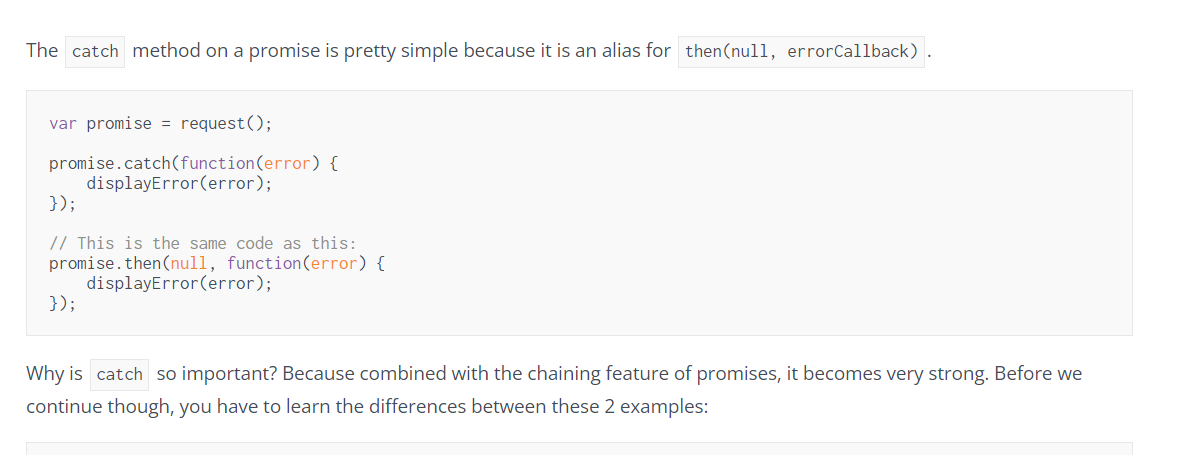 The catch method on a promise is pretty simple because it is an alias for then(null, errorCallback) .
var promise = request();
promise.catch(function(error) {
    displayError(error);
});
// This is the same code as this:
promise.then(null, function(error) {
    displayError(error);
});
Why is catch so important? Because combined with the chaining feature of promises, it becomes very strong. Before we
continue though, you have to learn the differences between these 2 examples: